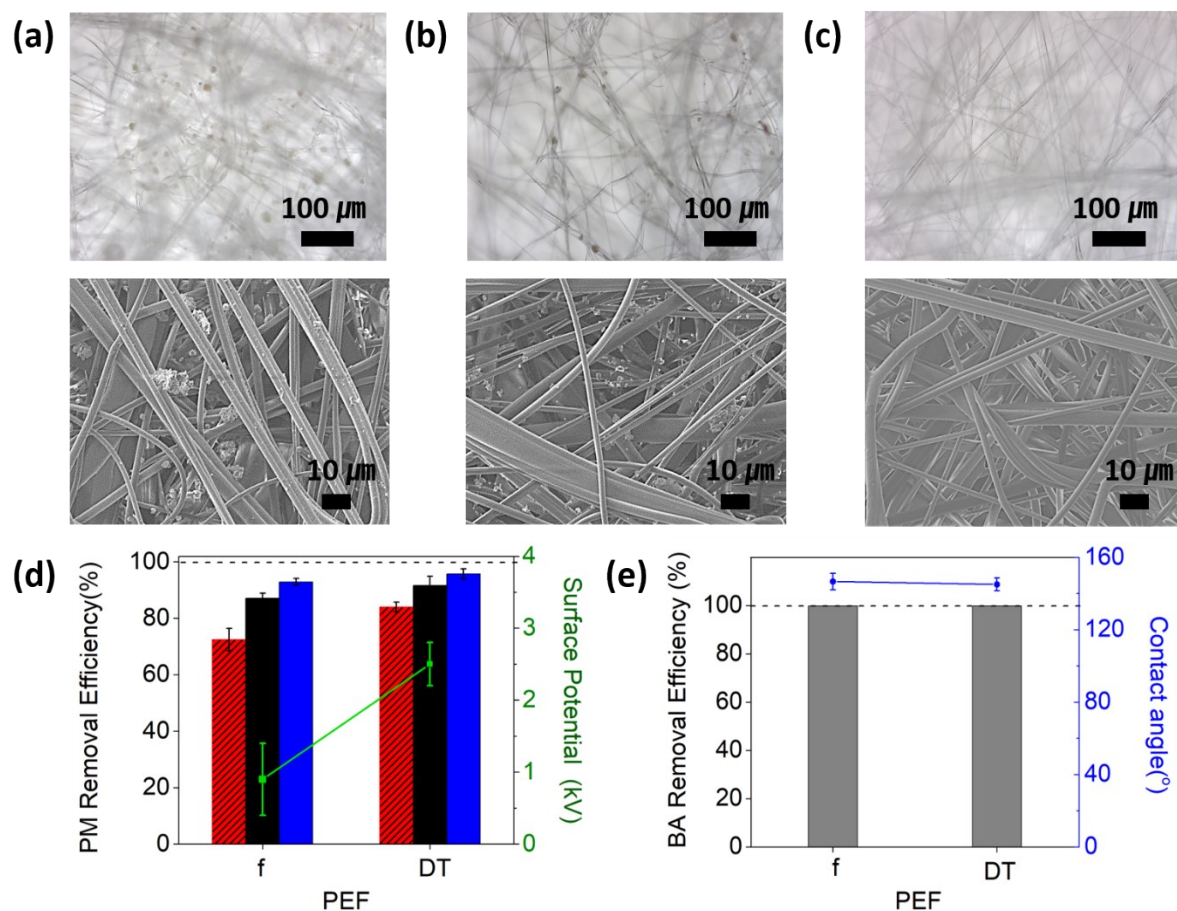 (a)
(b)
(c)
100 ㎛
100 ㎛
100 ㎛
10 ㎛
10 ㎛
10 ㎛
(d)
100
80
60
40
20
0
PM Removal Efficiency(%)
4
3
2
1
0
Surface Potential (kV)
f
DT
PEF
(e)
100
80
60
40
20
0
BA Removal Efficiency (%)
160
120
80
40
0
Contact angle(°)
f
DT
PEF